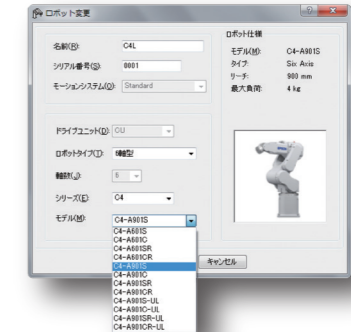 ロボット変更
名前(R): C4L
シリアル番号(S): 0001
モーションシステム(O): Standard
ドライブユニット(D): CU
ロボットタイプ(T): 6軸型
軸数(J): 6
シリーズ(E): C4
モデル(M): C4-A901S
C4-A601S
C4-A601C
C4-A601SR
C4-A601CR
C4-A901S
C4-A901C
C4-A901SR
C4-A901CR
C4-A901S-UL
C4-A901C-UL
C4-A901SR-UL
C4-A901CR-UL
ロボット仕様
モデル(M): C4-A901S
タイプ: Six Axis
リーチ: 900 mm
最大負荷: 4 kg
キャンセル